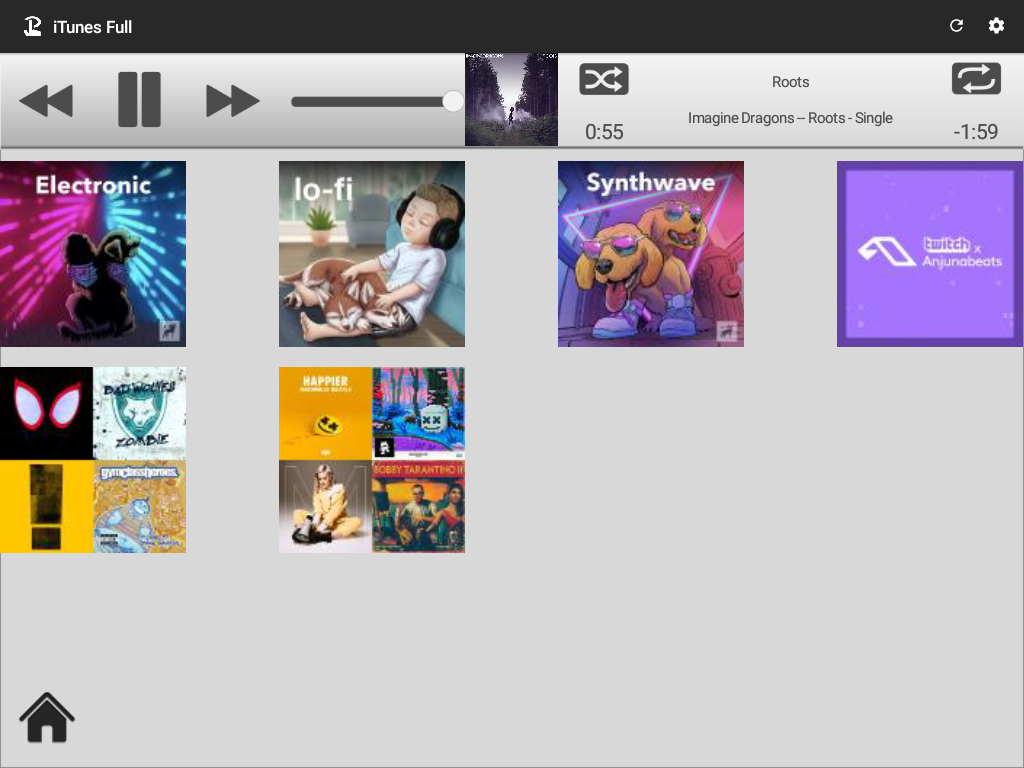 iTunes Full
Roots
Imagine Dragons – Roots - Single
0:55
-1:59
Electronic
lo-fi
Synthwave
twitch x
Anjunabeats
BAD WOLVES
ZOMBIE
gymclassheroes
HAPPIER
BOBBY TARANTINO II